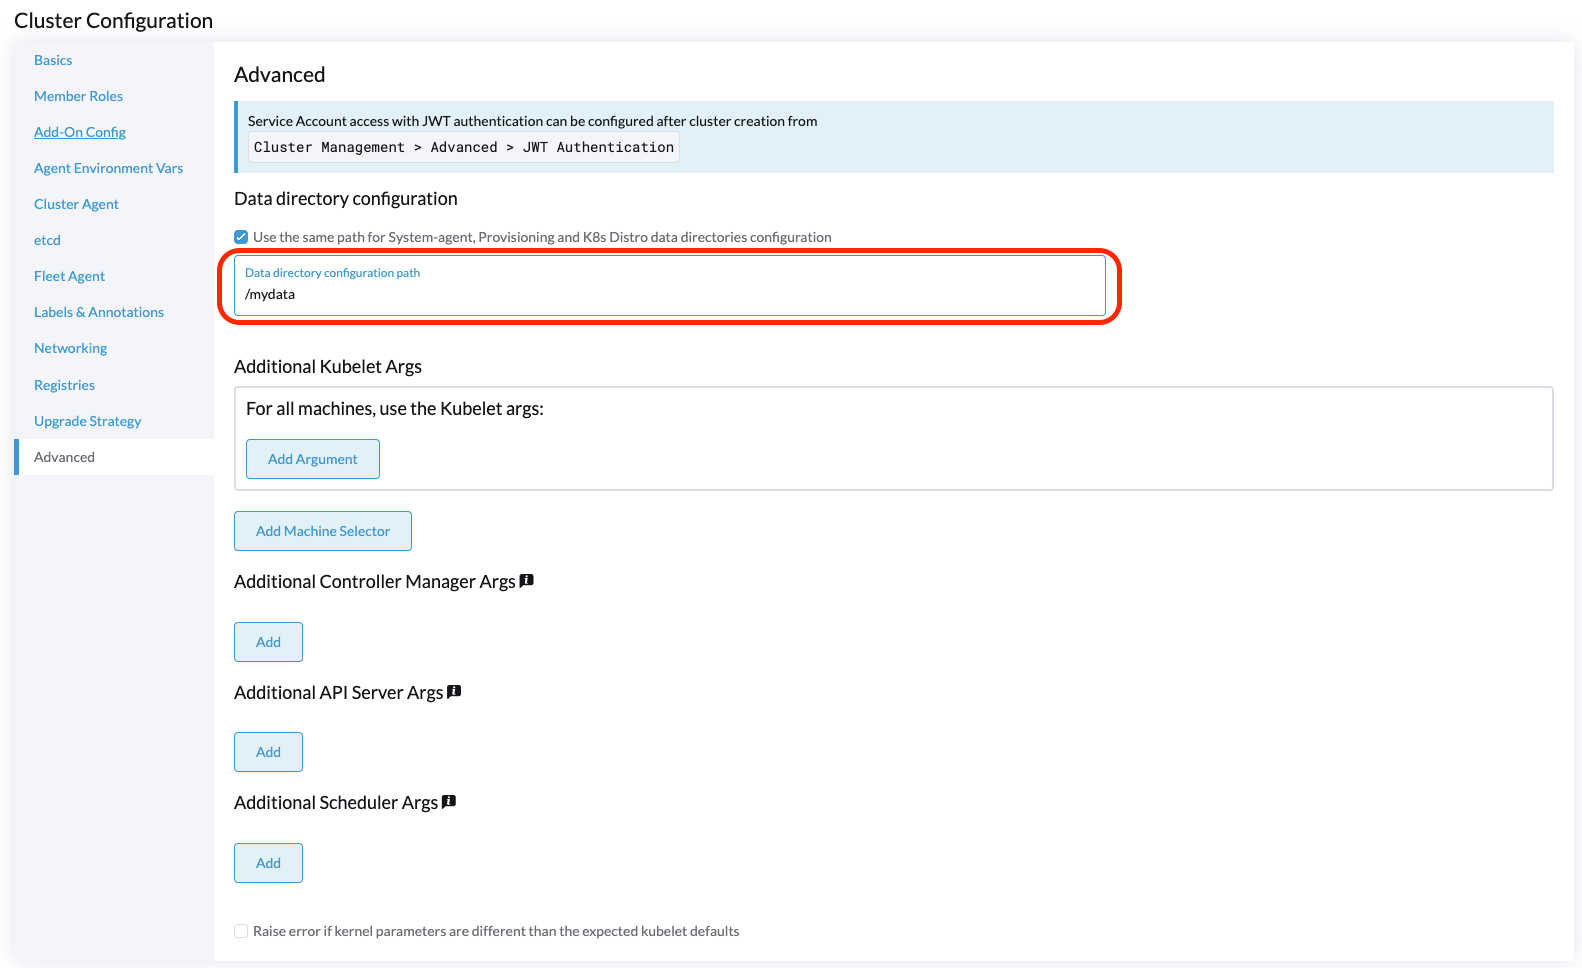 Cluster Configuration
Basics
Member Roles
Add-On Config
Agent Environment Vars
Cluster Agent
etcd
Fleet Agent
Labels & Annotations
Networking
Registries
Upgrade Strategy
Advanced
Advanced
Service Account access with JWT authentication can be configured after cluster creation from
Cluster Management > Advanced > JWT Authentication
Data directory configuration
Use the same path for System-agent, Provisioning and K8s Distro data directories configuration
Data directory configuration path
/mydata
Additional Kubelet Args
For all machines, use the Kubelet args:
Add Argument
Add Machine Selector
Additional Controller Manager Args
Add
Additional API Server Args
Add
Additional Scheduler Args
Add
Raise error if kernel parameters are different than the expected kubelet defaults